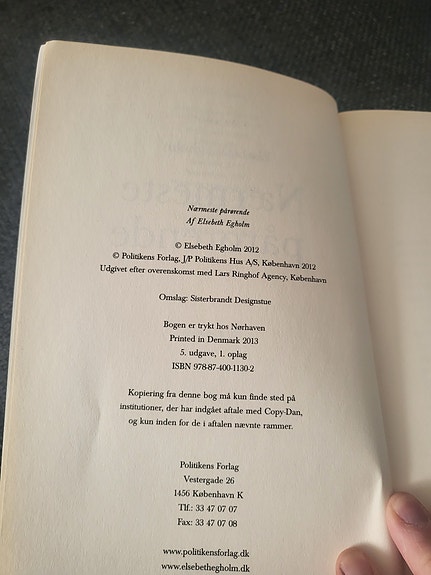 Nærmeste pårørende
Af Elsebeth Egholm
© Elsebeth Egholm 2012
© Politikens Forlag, J/P Politikens Hus A/S, København 2012
Udgivet efter overenskomst med Lars Ringhof Agency, København
Omslag: Sisterbrandt Designstue
Bogen er trykt hos Nørhaven
Printed in Denmark 2013
5. udgave, 1. oplag
ISBN 978-87-400-1130-2
Kopiering fra denne bog må kun finde sted på
institutioner, der har indgået aftale med Copy-Dan,
og kun inden for de i aftalen nævnte rammer.
Politikens Forlag
Vestergade 26
1456 København K
Tlf.: 33 47 07 07
Fax: 33 47 07 08
www.politikensforlag.dk
www.elsebethegholm.dk